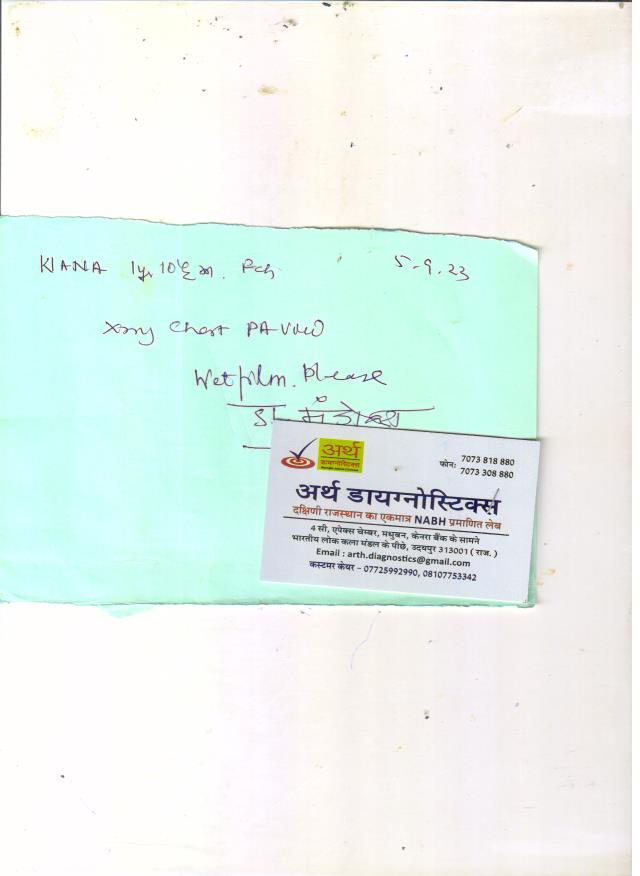 KIANA 1yr 10 F ch. 5.9.23
Xray Chest PA View
Wet film. Please
डा
अर्थ
फोन: 7073 818 880
7073 308 880
अर्थ डायग्नोस्टिक्स
दक्षिणी राजस्थान का एकमात्र NABH प्रमाणित लेब
4 सी, एपेक्स चेम्बर, मधुबन, केनरा बैंक के सामने
भारतीय लोक कला मंडल के पीछे, उदयपुर 313001 ( राज. )
Email : arth.diagnostics@gmail.com
कस्टमर केयर – 07725992990, 08107753342